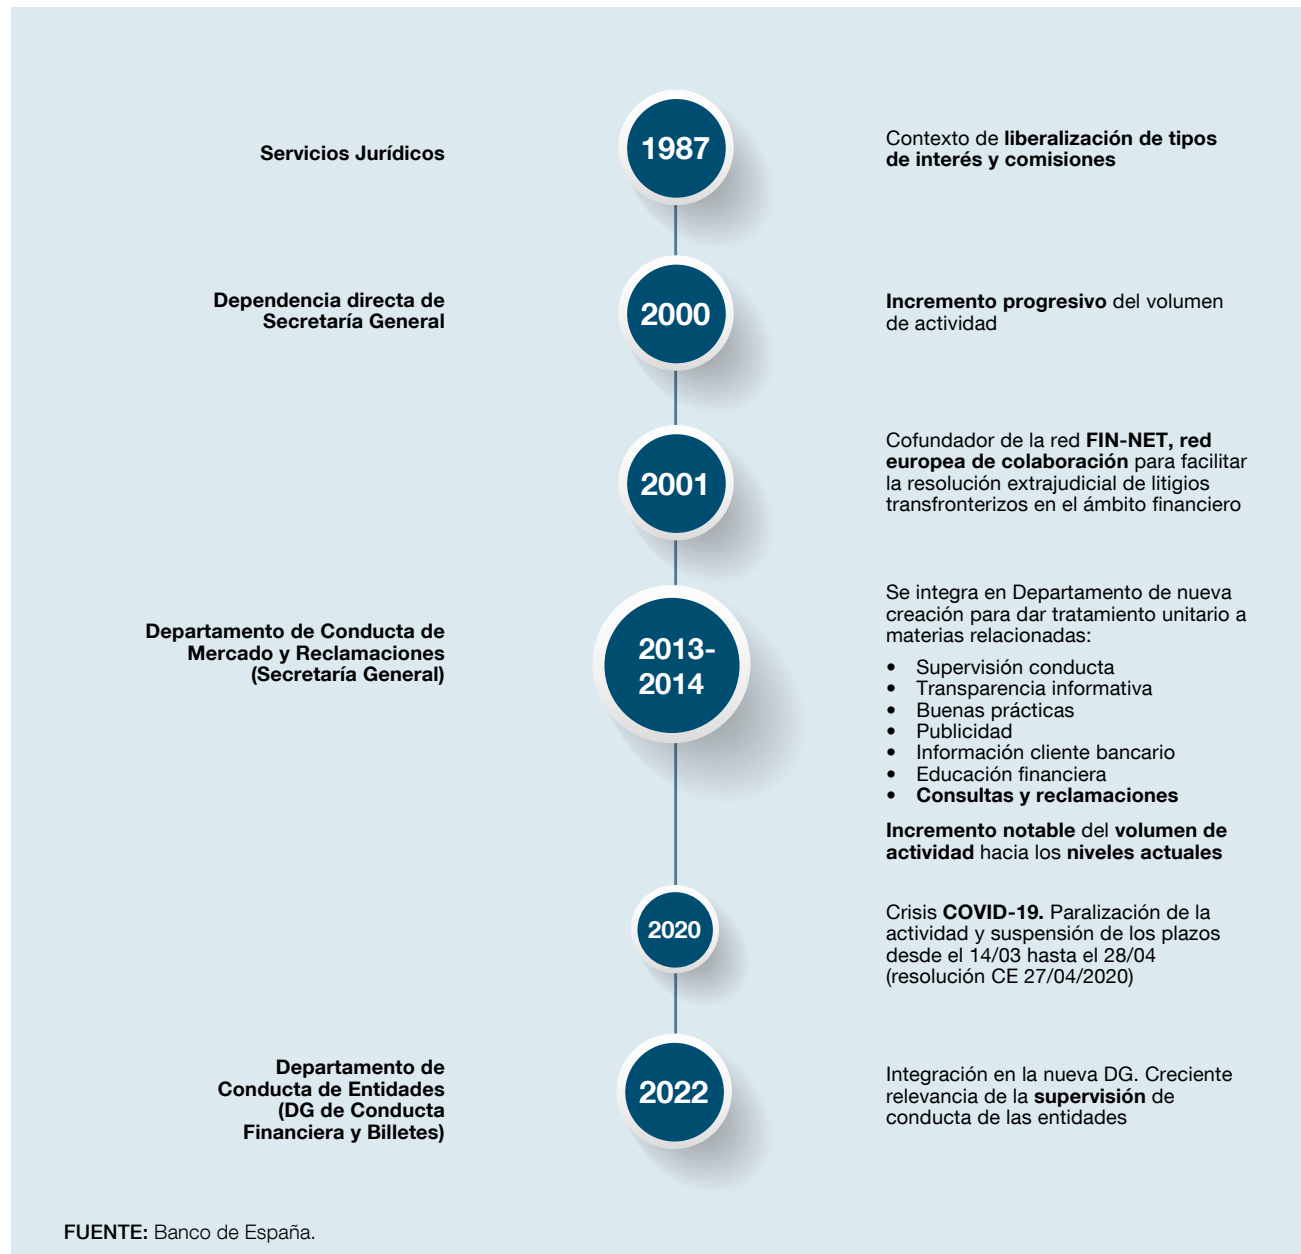 Servicios Jurídicos
1987
Contexto de liberalización de tipos
de interés y comisiones
Dependencia directa de
Secretaría General
2000
Incremento progresivo del volumen
de actividad
2001
Cofundador de la red FIN-NET, red
europea de colaboración para facilitar
la resolución extrajudicial de litigios
transfronterizos en el ámbito financiero
Departamento de Conducta de
Mercado y Reclamaciones
(Secretaría General)
2013-
2014
Se integra en Departamento de nueva
creación para dar tratamiento unitario a
materias relacionadas:
• Supervisión conducta
• Transparencia informativa
• Buenas prácticas
• Publicidad
• Información cliente bancario
• Educación financiera
• Consultas y reclamaciones
Incremento notable del volumen de
actividad hacia los niveles actuales
2020
Crisis COVID-19. Paralización de la
actividad y suspensión de los plazos
desde el 14/03 hasta el 28/04
(resolución CE 27/04/2020)
Departamento de
Conducta de Entidades
(DG de Conducta
Financiera y Billetes)
2022
Integración en la nueva DG. Creciente
relevancia de la supervisión de
conducta de las entidades
FUENTE: Banco de España.